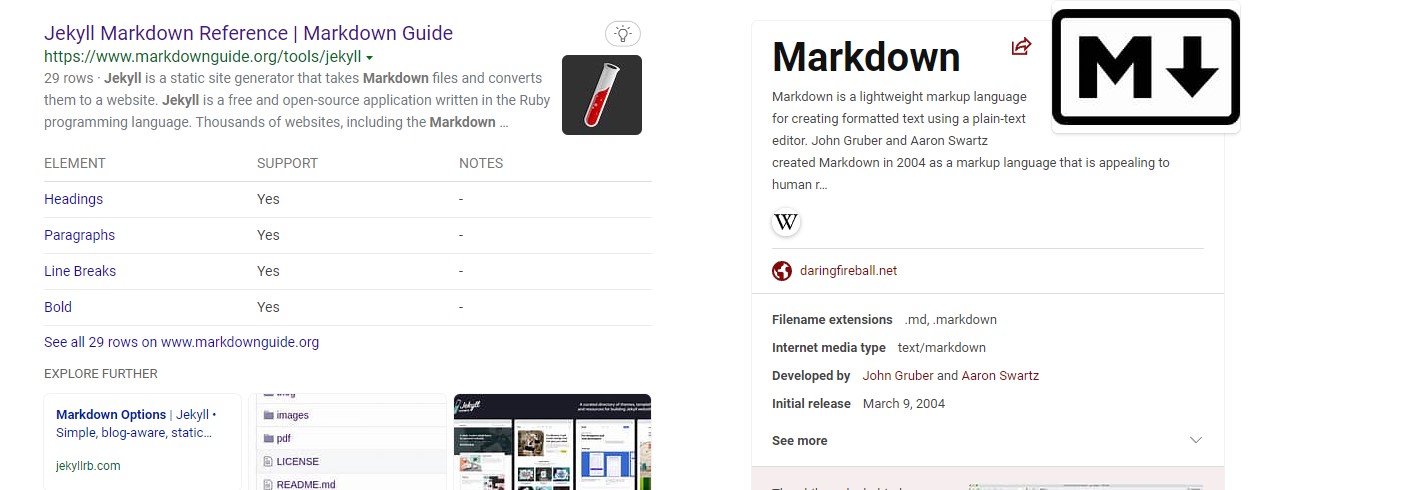 Jekyll Markdown Reference | Markdown Guide
https://www.markdownguide.org/tools/jekyll
29 rows · Jekyll is a static site generator that takes Markdown files and converts
them to a website. Jekyll is a free and open-source application written in the Ruby
programming language. Thousands of websites, including the Markdown …
ELEMENT SUPPORT NOTES
Headings Yes -
Paragraphs Yes -
Line Breaks Yes -
Bold Yes -
See all 29 rows on www.markdownguide.org
EXPLORE FURTHER
Markdown Options | Jekyll •
Simple, blog-aware, static…
jekyllrb.com
images
pdf
LICENSE
README.md
Jekyll
Markdown
M
Markdown is a lightweight markup language
for creating formatted text using a plain-text
editor. John Gruber and Aaron Swartz
created Markdown in 2004 as a markup language that is appealing to
human r…
W
daringfireball.net
Filename extensions .md, .markdown
Internet media type text/markdown
Developed by John Gruber and Aaron Swartz
Initial release March 9, 2004
See more